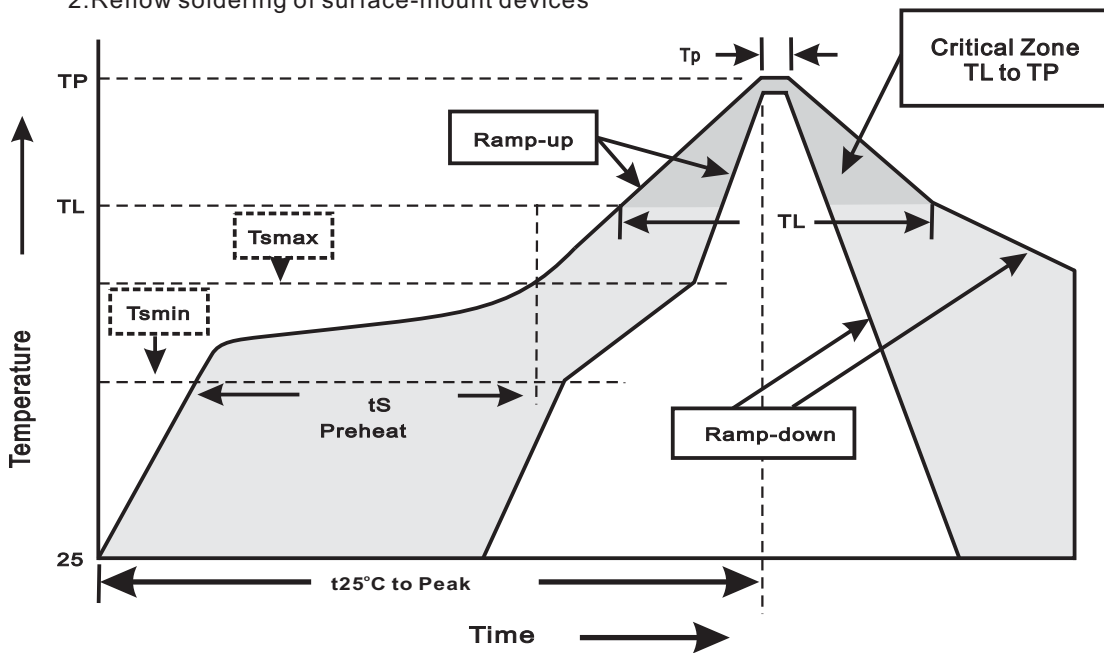 2.Reflow soldering of surface-mount devices
Tp
Critical Zone
TL to TP
TP
Ramp-up
TL
TL
Tsmax
Tsmin
Temperature
tS
Preheat
Ramp-down
25
t25°C to Peak
Time